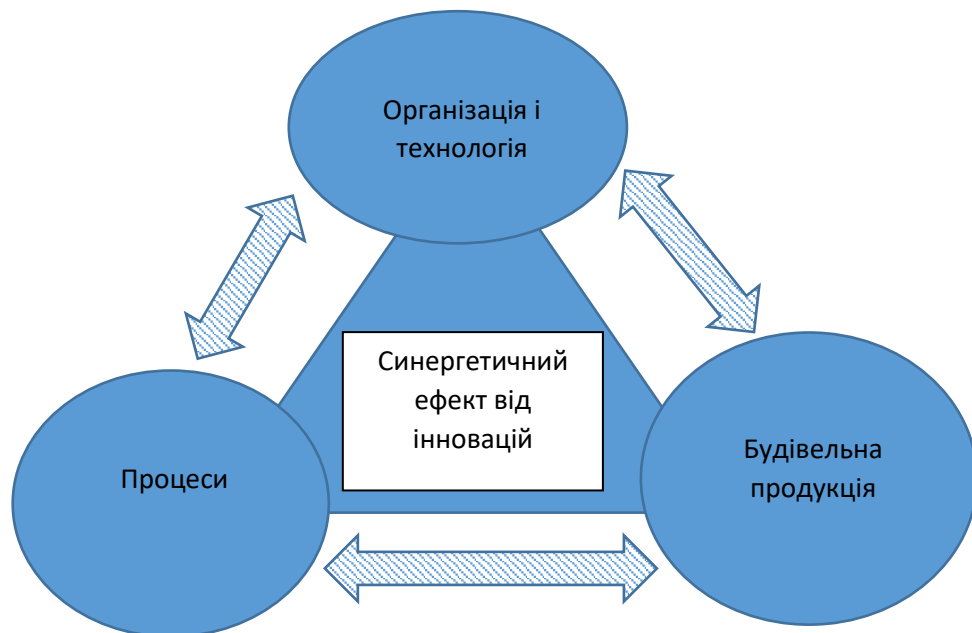 Організація і
технологія
Синергетичний
ефект від
інновацій
Процеси
Будівельна
продукція